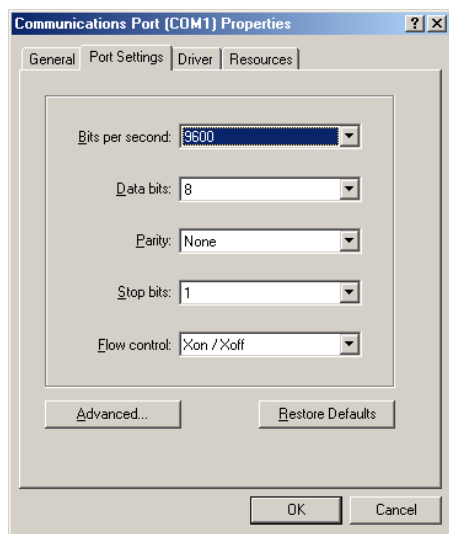 Communications Port (COM1) Properties
General Port Settings Driver Resources
Bits per second: 9600
Data bits: 8
Parity: None
Stop bits: 1
Flow control: Xon / Xoff
Advanced... Restore Defaults
OK Cancel